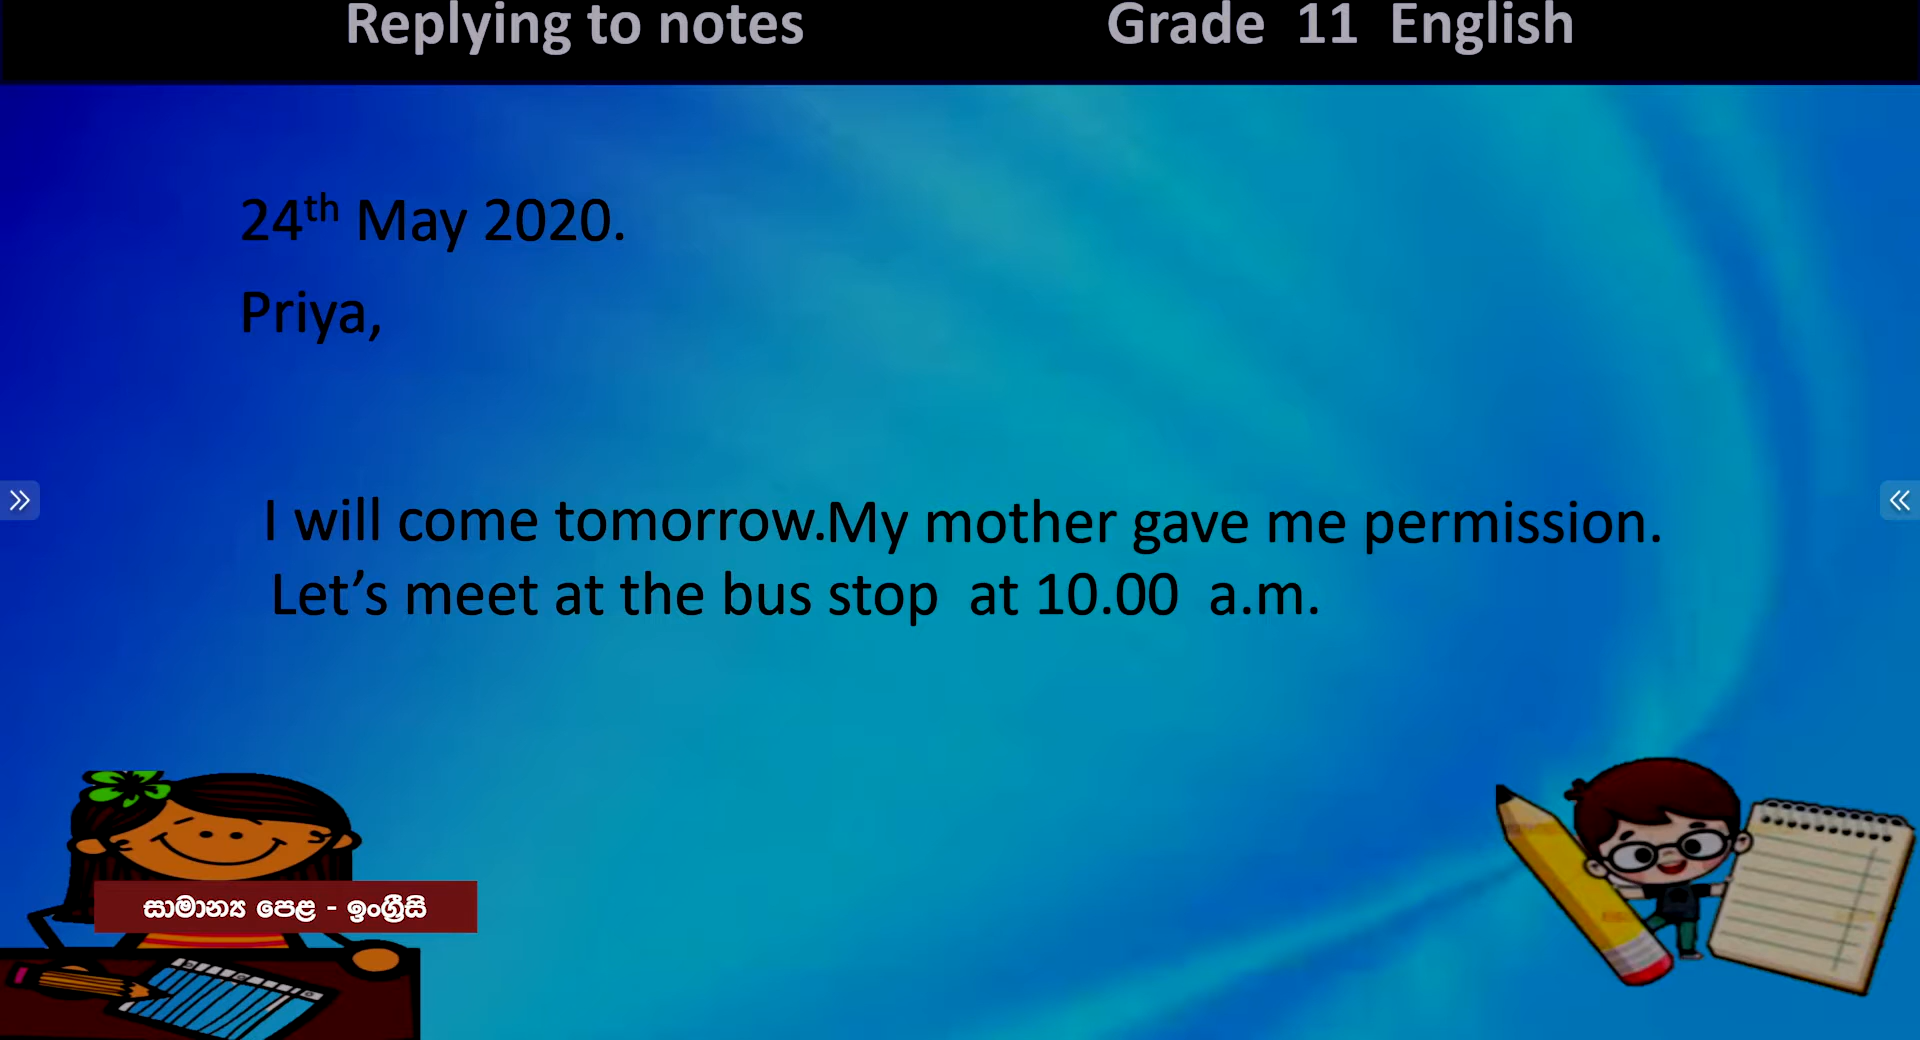 Replying to notes Grade 11 English
24th May 2020.
Priya,
I will come tomorrow.My mother gave me permission.
Let’s meet at the bus stop at 10.00 a.m.
සාමාන්‍ය පෙළ - ඉංග්‍රීසි